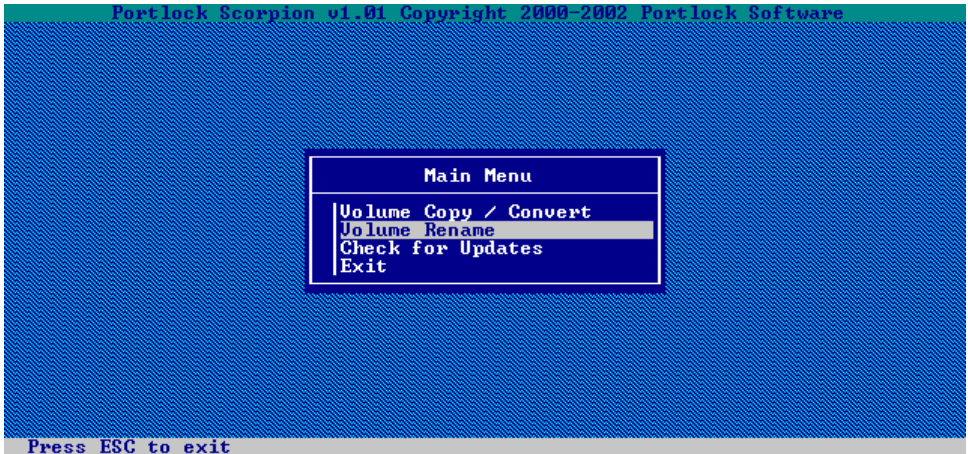 Portlock Scorpion v1.01 Copyright 2000-2002 Portlock Software
Main Menu
Volume Copy / Convert
Volume Rename
Check for Updates
Exit
Press ESC to exit